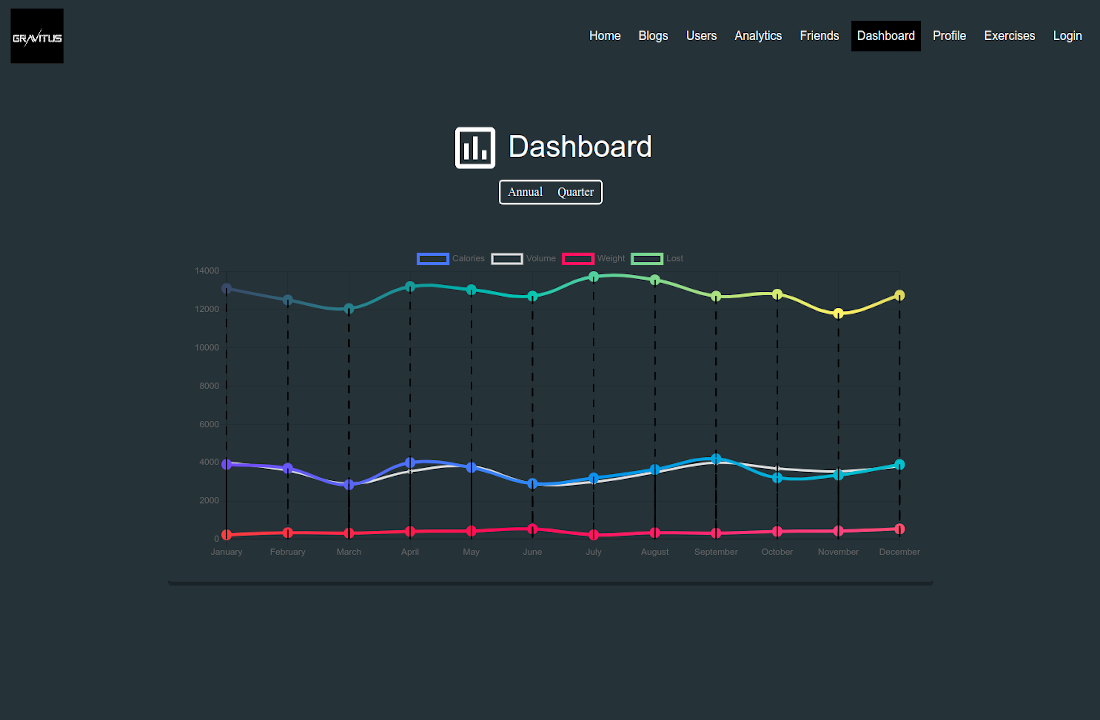 GRAVITUS
Home Blogs Users Analytics Friends Dashboard Profile Exercises Login
Dashboard
Annual Quarter
Calories Volume Weight Lost
14000
12000
10000
8000
6000
4000
2000
0
January February March April May June July August September October November December